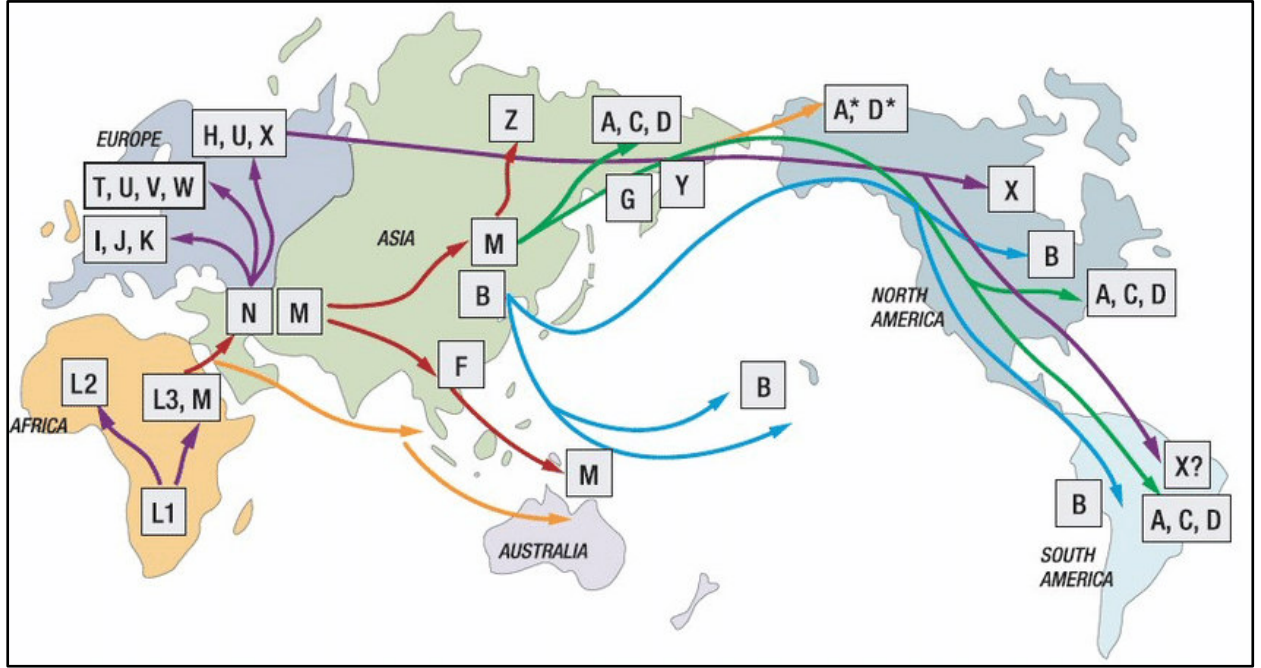 Z
A, C, D
A,* D*
EUROPE
H, U, X
T, U, V, W
G
Y
X
I, J, K
ASIA
M
B
B
N
M
NORTH
AMERICA
A, C, D
L2
L3, M
F
B
AFRICA
M
X?
L1
B
A, C, D
AUSTRALIA
SOUTH
AMERICA